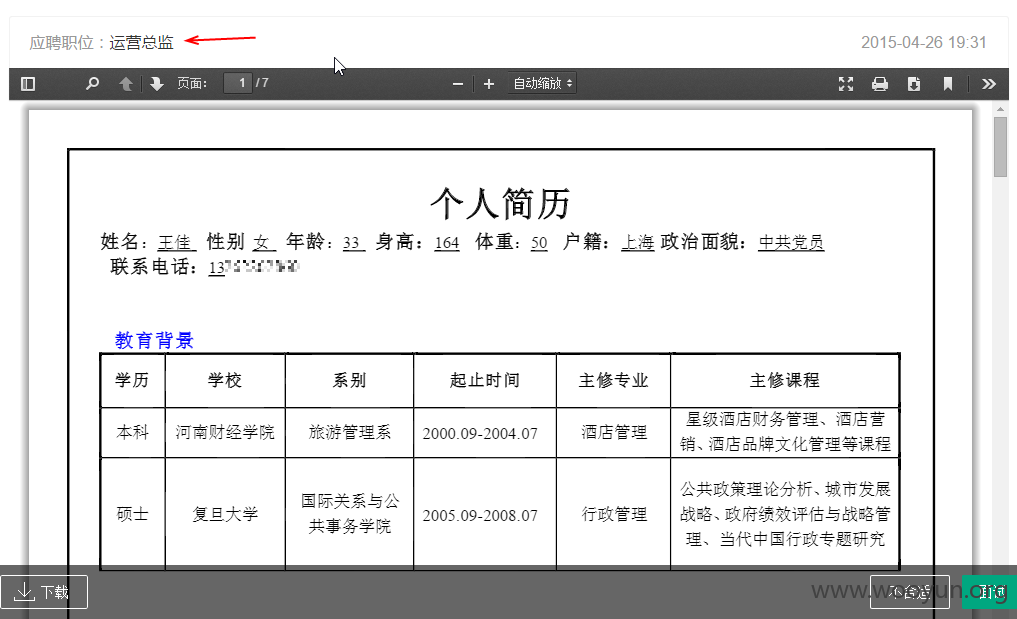 应聘职位：运营总监
2015-04-26 19:31
页面： 1 / 7
自动缩放
个人简历
姓名：王佳 性别 女 年龄：33 身高：164 体重：50 户籍：上海 政治面貌：中共党员
联系电话：13
教育背景
学历 学校 系别 起止时间 主修专业 主修课程
本科 河南财经学院 旅游管理系 2000.09-2004.07 酒店管理 星级酒店财务管理、酒店营
销、酒店品牌文化管理等课程
硕士 复旦大学 国际关系与公
共事务学院 2005.09-2008.07 行政管理 公共政策理论分析、城市发展
战略、政府绩效评估与战略管
理、当代中国行政专题研究
下载
不合适
面试
www.wooyun.org